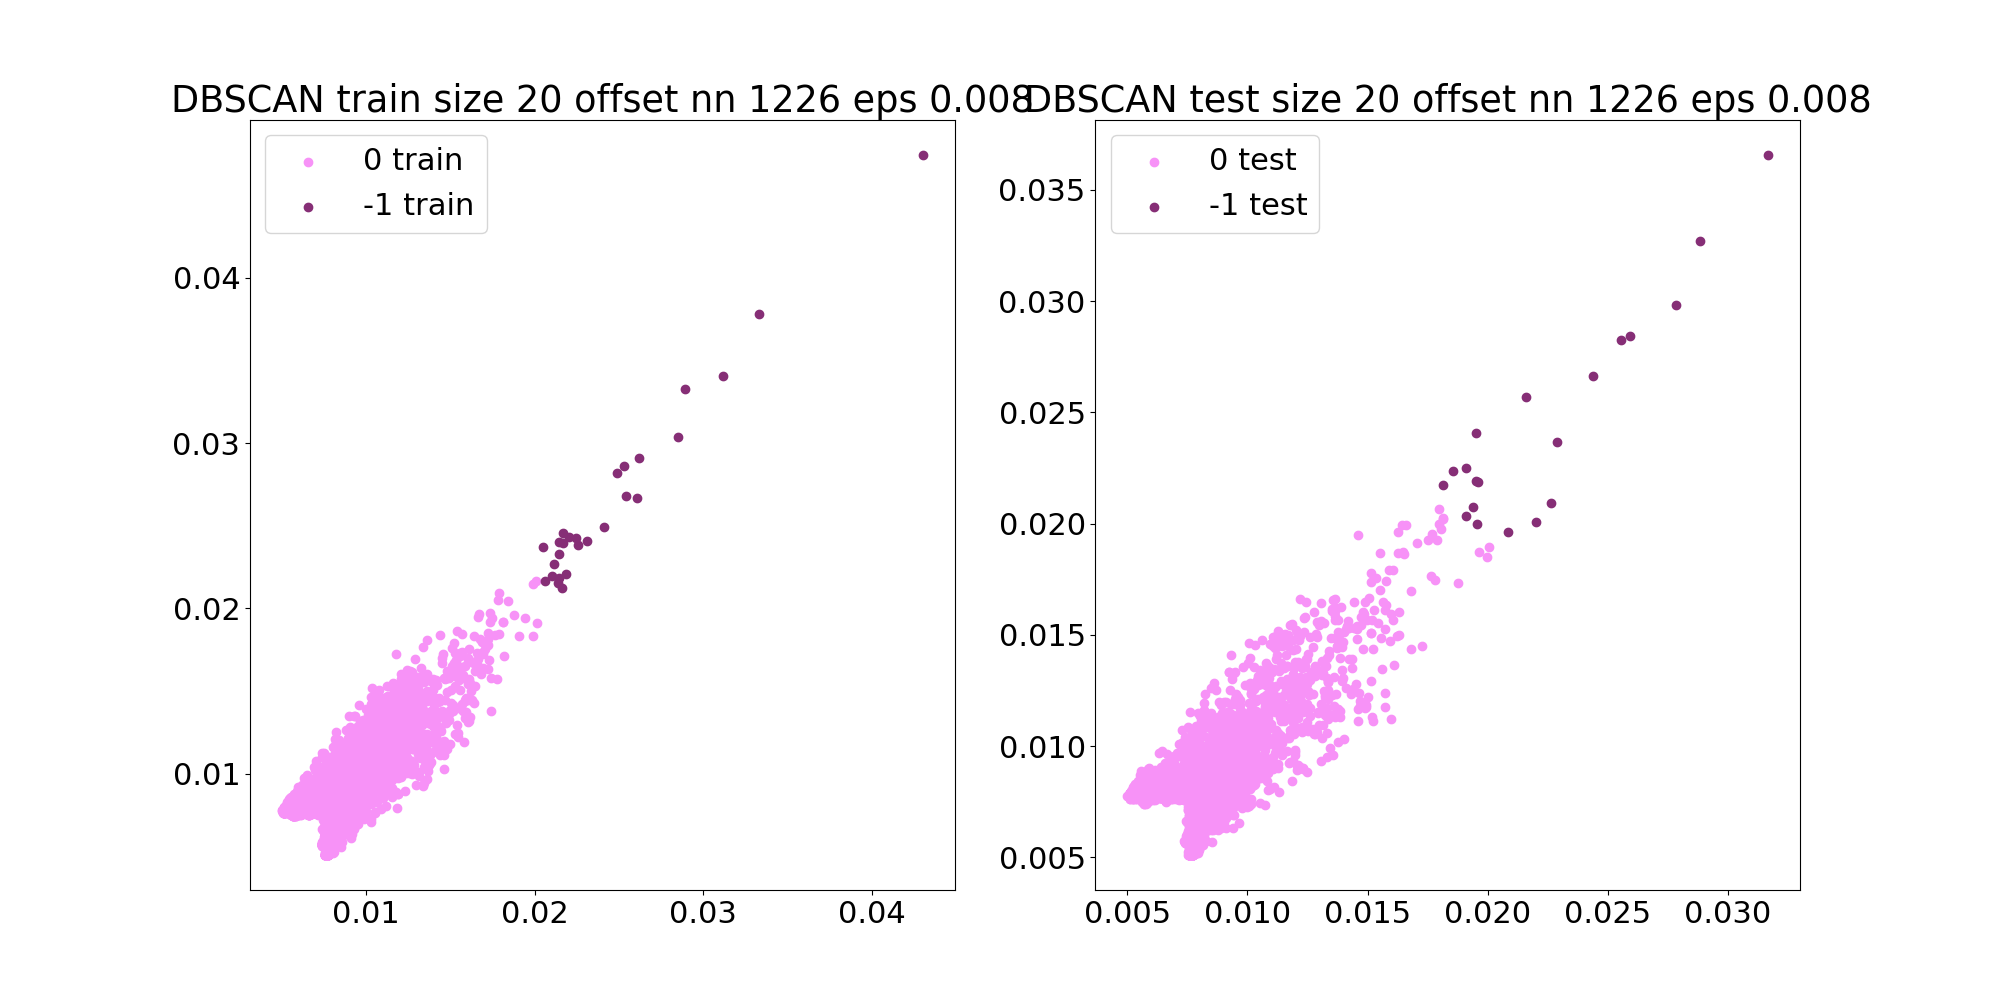 DBSCAN train size 20 offset nn 1226 eps 0.008
0 train
-1 train
0.04
0.03
0.02
0.01
0.01 0.02 0.03 0.04
DBSCAN test size 20 offset nn 1226 eps 0.008
0 test
-1 test
0.035
0.030
0.025
0.020
0.015
0.010
0.005
0.005 0.010 0.015 0.020 0.025 0.030